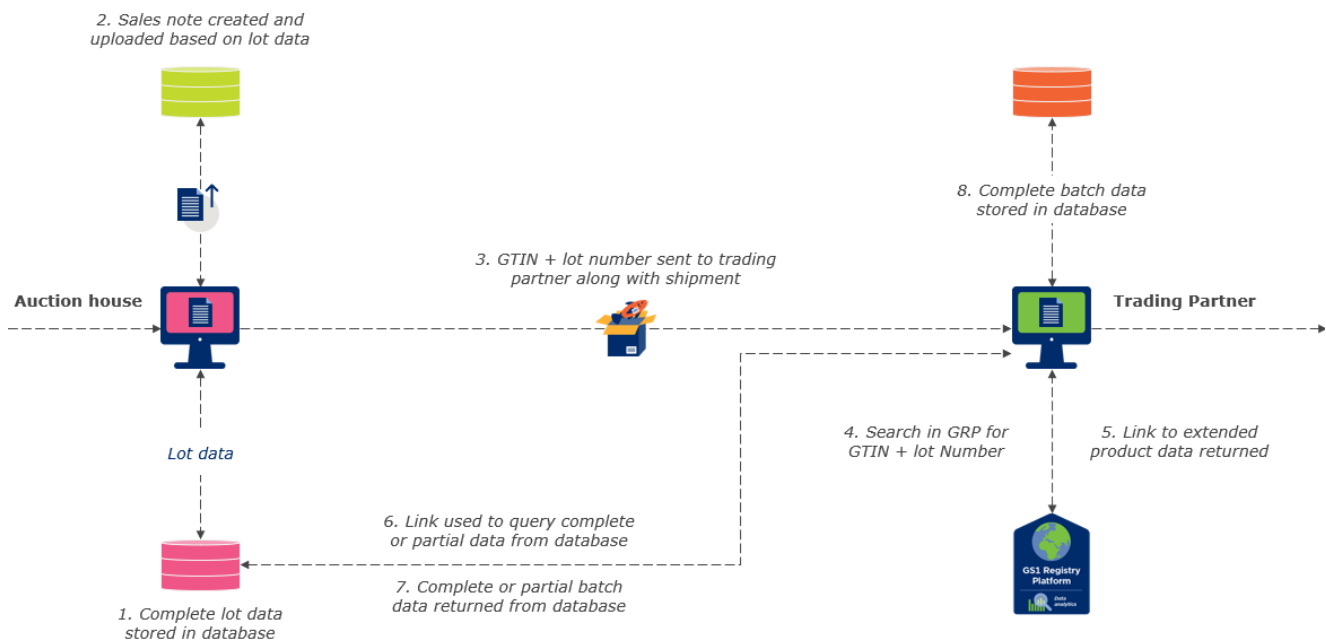 2. Sales note created and
uploaded based on lot data
8. Complete batch data
stored in database
3. GTIN + lot number sent to trading
partner along with shipment
Auction house
Trading Partner
Lot data
4. Search in GRP for
GTIN + lot Number
5. Link to extended
product data returned
6. Link used to query complete
or partial data from database
7. Complete or partial batch
data returned from database
1. Complete lot data
stored in database
GS1 Registry
Platform
Data
analytics